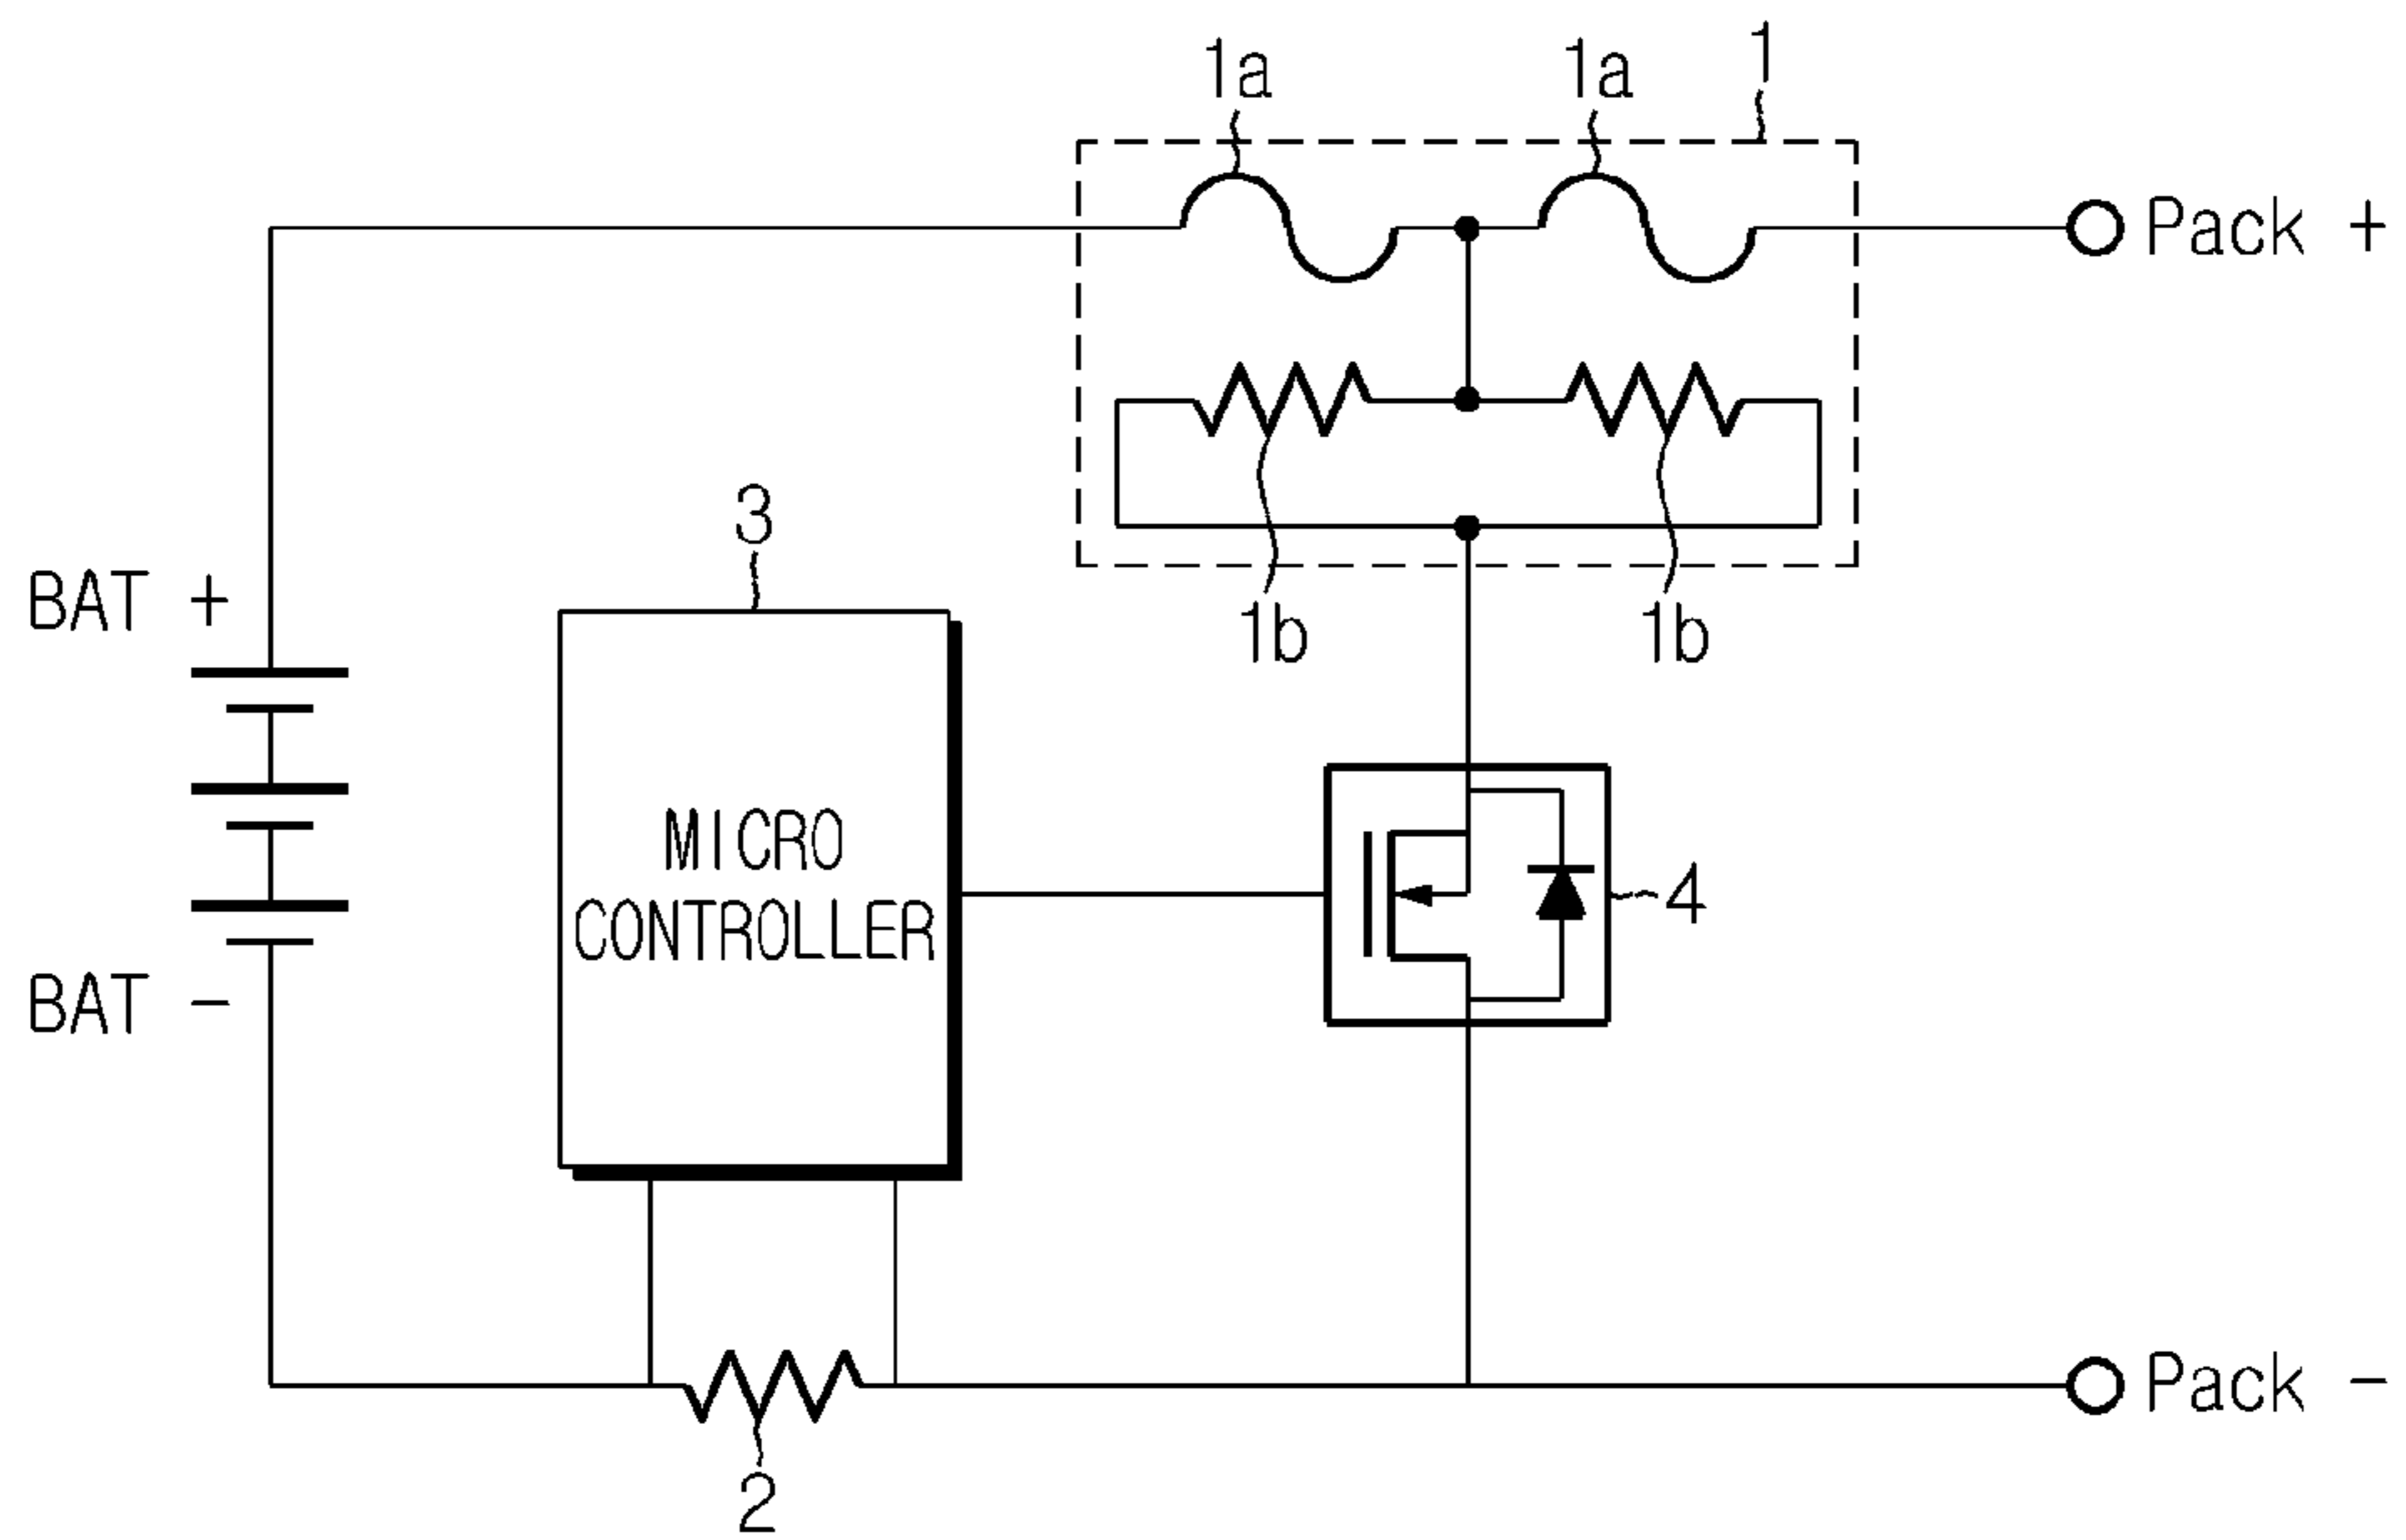 1a
1a
1
Pack +
3
BAT +
1b
1b
MICRO
CONTROLLER
4
BAT -
Pack -
2